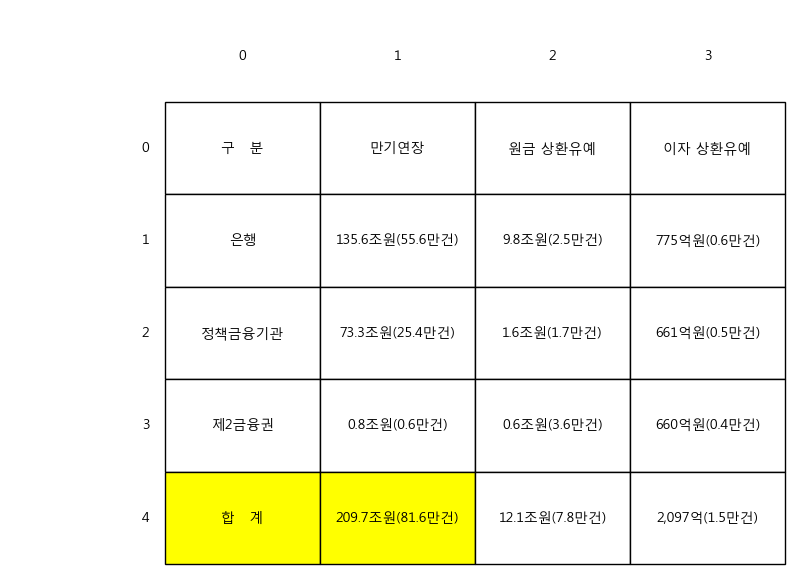 0 1 2 3
0 구 분 만기연장 원금 상환유예 이자 상환유예
1 은행 135.6조원(55.6만건) 9.8조원(2.5만건) 775억원(0.6만건)
2 정책금융기관 73.3조원(25.4만건) 1.6조원(1.7만건) 661억원(0.5만건)
3 제2금융권 0.8조원(0.6만건) 0.6조원(3.6만건) 660억원(0.4만건)
4 합 계 209.7조원(81.6만건) 12.1조원(7.8만건) 2,097억(1.5만건)